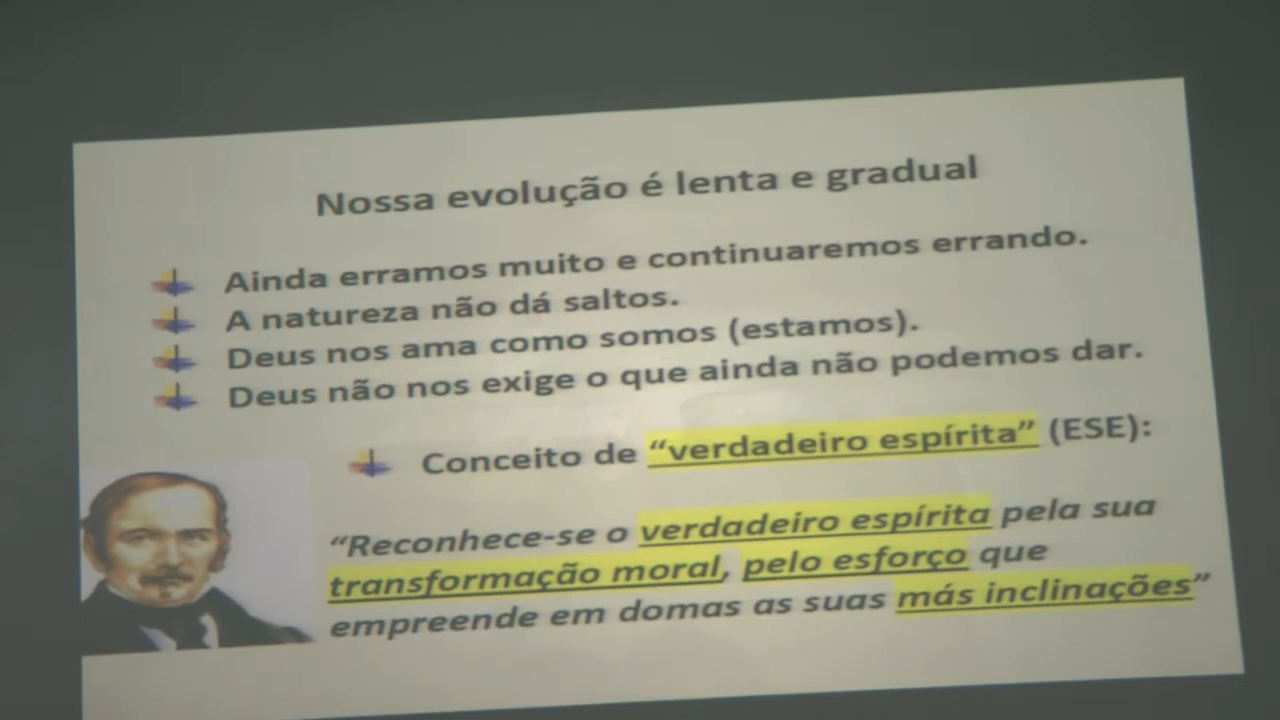 Nossa evolução é lenta e gradual
Ainda erramos muito e continuaremos errando.
A natureza não dá saltos.
Deus nos ama como somos (estamos).
Deus não nos exige o que ainda não podemos dar.
Conceito de “verdadeiro espírita” (ESE):
“Reconhece-se o verdadeiro espírita pela sua
transformação moral, pelo esforço que
empreende em domas as suas más inclinações”